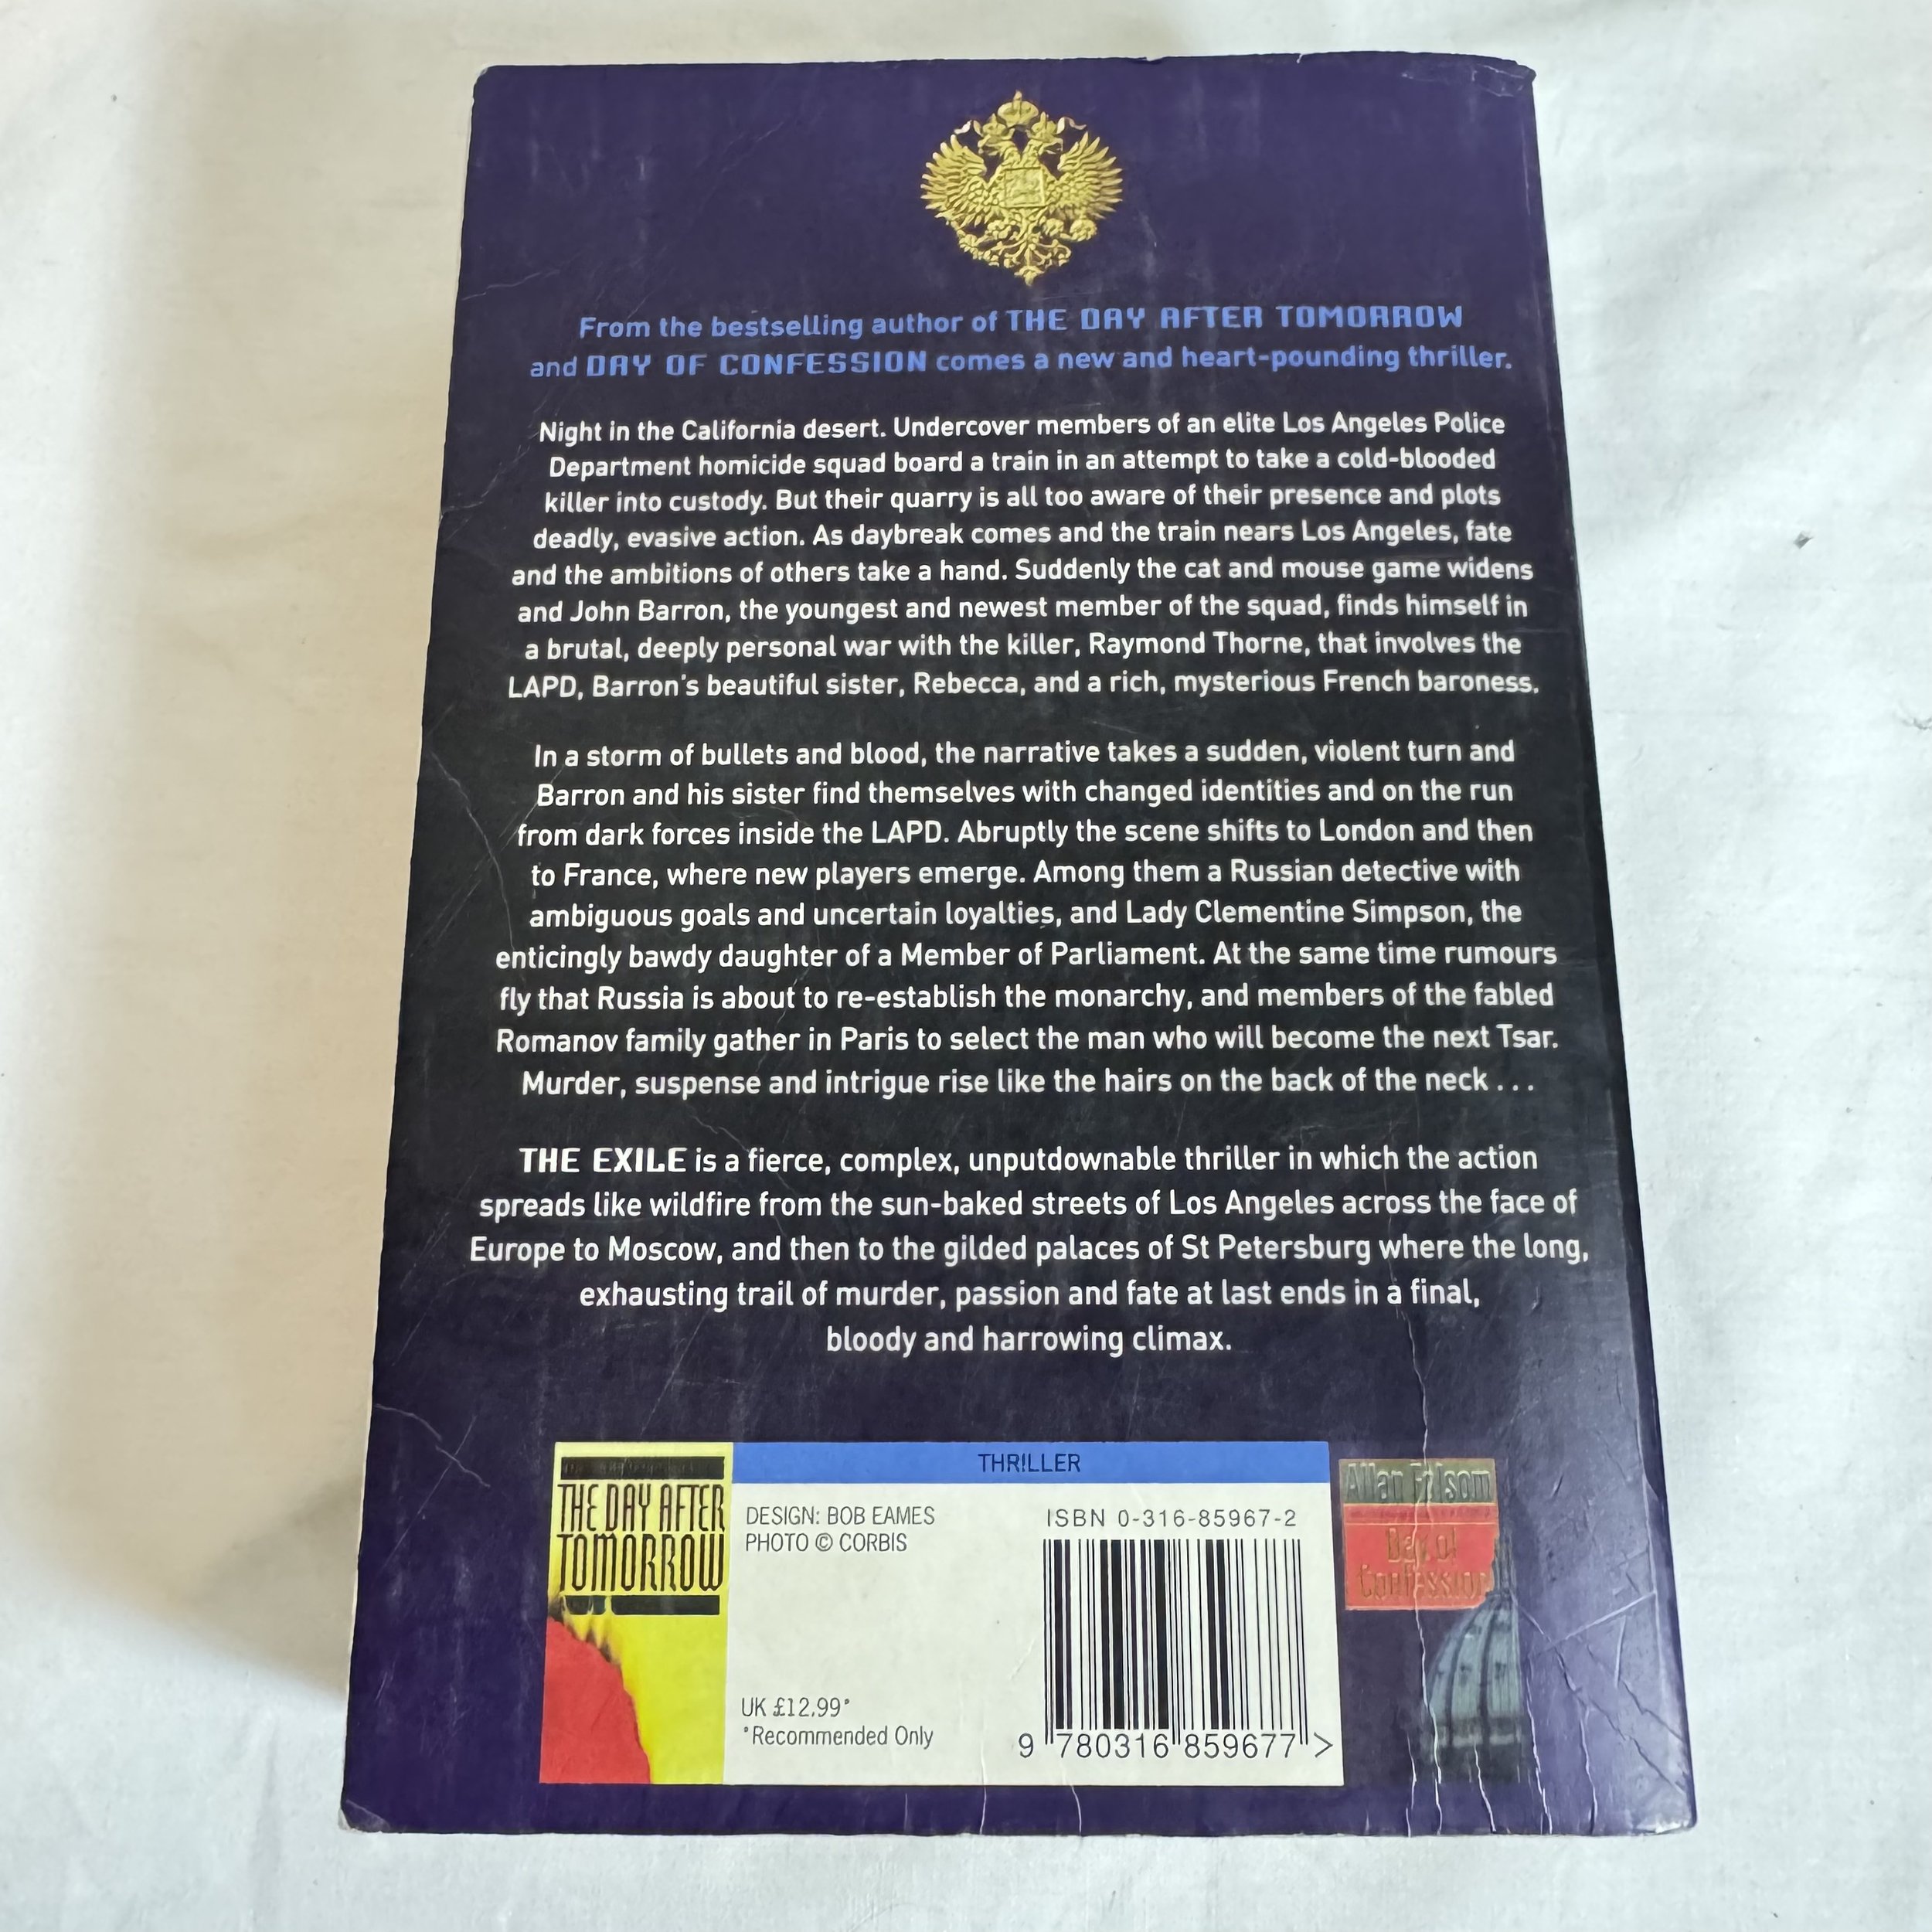 From the bestselling author of THE DAY AFTER TOMORROW
and DAY OF CONFESSION comes a new and heart-pounding thriller.
Night in the California desert. Undercover members of an elite Los Angeles Police
Department homicide squad board a train in an attempt to take a cold-blooded
killer into custody. But their quarry is all too aware of their presence and plots
deadly, evasive action. As daybreak comes and the train nears Los Angeles, fate
and the ambitions of others take a hand. Suddenly the cat and mouse game widens
and John Barron, the youngest and newest member of the squad, finds himself in
a brutal, deeply personal war with the killer, Raymond Thorne, that involves the
LAPD, Barron's beautiful sister, Rebecca, and a rich, mysterious French baroness.
In a storm of bullets and blood, the narrative takes a sudden, violent turn and
Barron and his sister find themselves with changed identities and on the run
from dark forces inside the LAPD. Abruptly the scene shifts to London and then
to France, where new players emerge. Among them a Russian detective with
ambiguous goals and uncertain loyalties, and Lady Clementine Simpson, the
enticingly bawdy daughter of a Member of Parliament. At the same time rumours
fly that Russia is about to re-establish the monarchy, and members of the fabled
Romanov family gather in Paris to select the man who will become the next Tsar.
Murder, suspense and intrigue rise like the hairs on the back of the neck . . .
THE EXILE is a fierce, complex, unputdownable thriller in which the action
spreads like wildfire from the sun-baked streets of Los Angeles across the face of
Europe to Moscow, and then to the gilded palaces of St Petersburg where the long,
exhausting trail of murder, passion and fate at last ends in a final,
bloody and harrowing climax.
THE DAY AFTER
TOMORROW
THRILLER
DESIGN: BOB EAMES
PHOTO © CORBIS
UK £12.99*
*Recommended Only
ISBN 0-316-85967-2
9 780316 859677 >
Allan Folsom
Day of
Confession